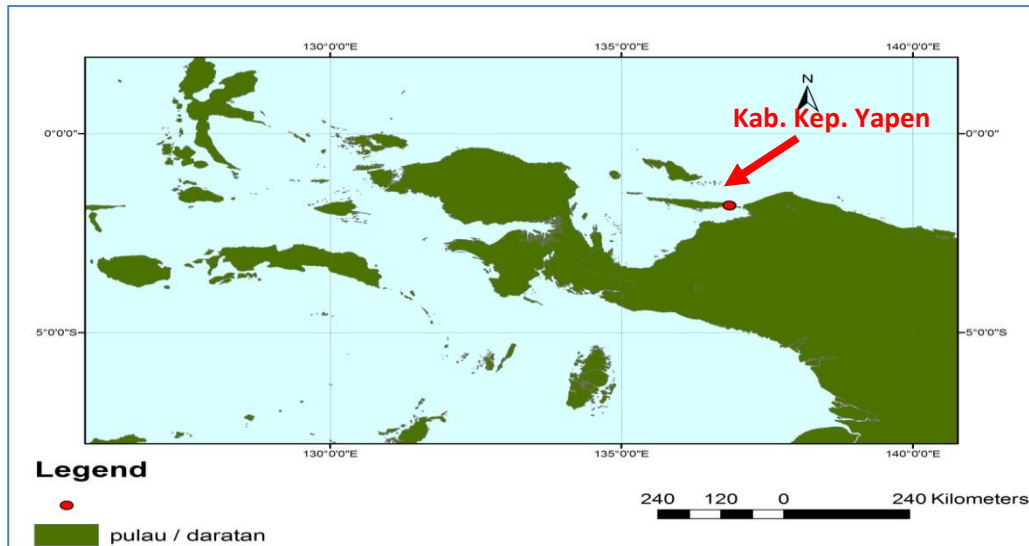 130°0'0"E 135°0'0"E 140°0'0"E
N
Kab. Kep. Yapen
0°0'0" 0°0'0"
5°0'0"S 5°0'0"S
130°0'0"E 135°0'0"E 140°0'0"E
Legend
240 120 0 240 Kilometers
pulau / daratan